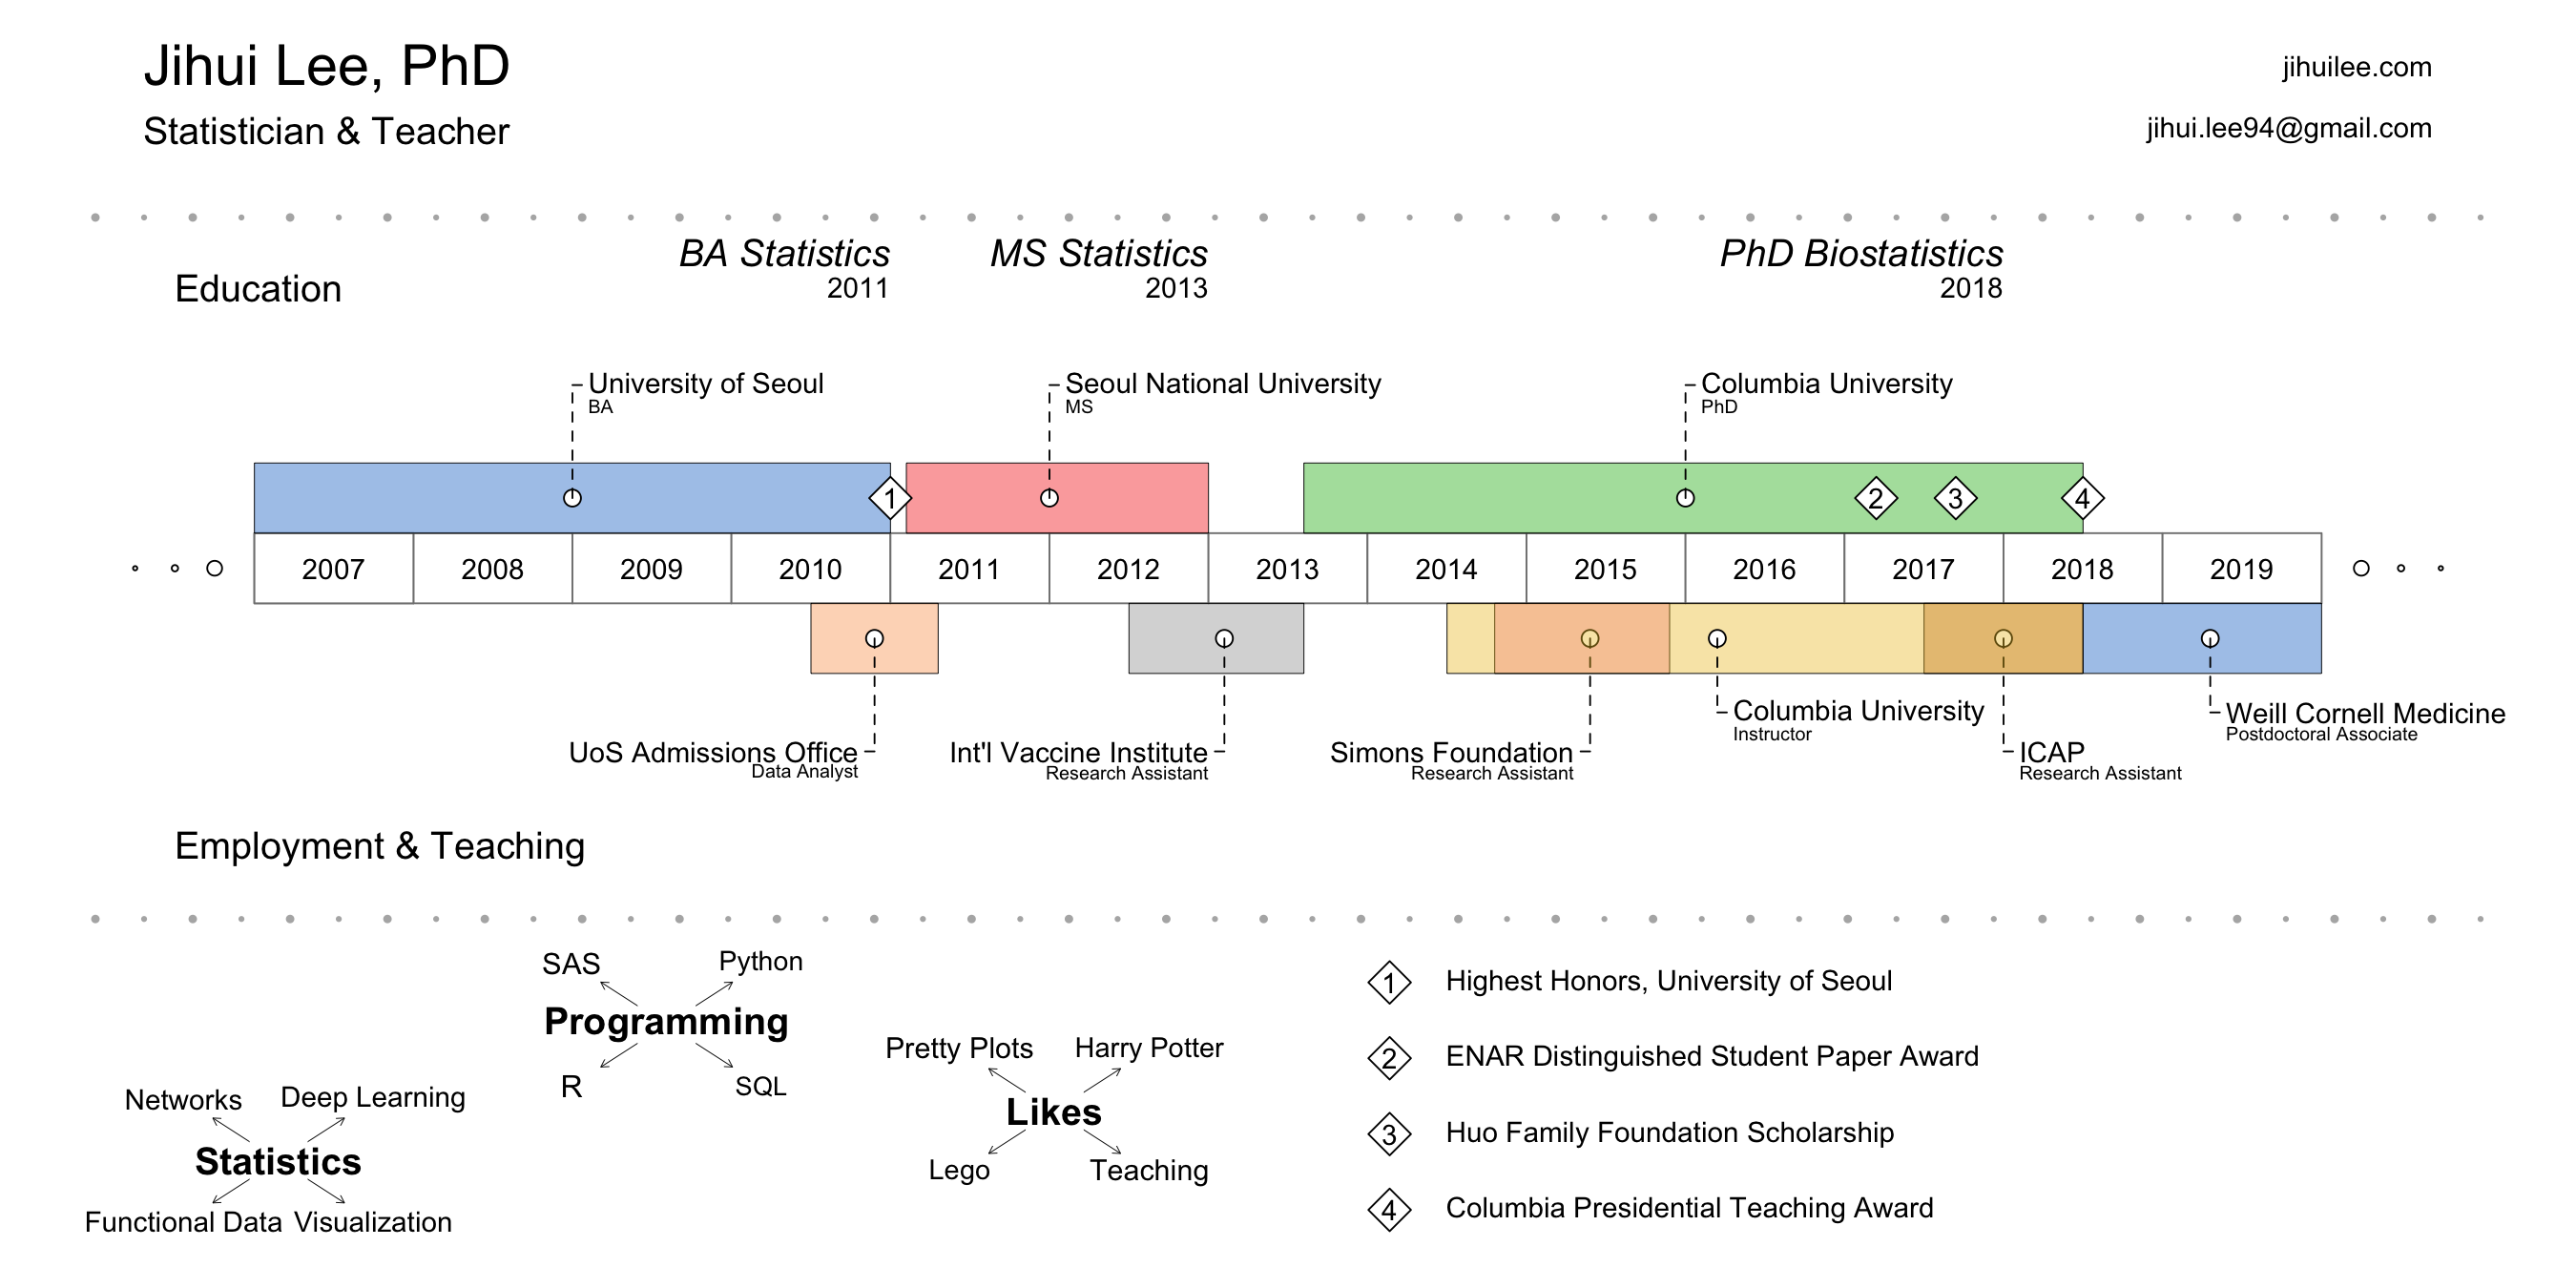 Jihui Lee, PhD
Statistician & Teacher
jihuilee.com
jihui.lee94@gmail.com
Education
BA Statistics
2011
MS Statistics
2013
PhD Biostatistics
2018
University of Seoul
BA
Seoul National University
MS
Columbia University
PhD
1
2
3
4
2007 2008 2009 2010 2011 2012 2013 2014 2015 2016 2017 2018 2019
UoS Admissions Office
Data Analyst
Int'l Vaccine Institute
Research Assistant
Simons Foundation
Research Assistant
Columbia University
Instructor
ICAP
Research Assistant
Weill Cornell Medicine
Postdoctoral Associate
Employment & Teaching
Networks Deep Learning
Statistics
Functional Data Visualization
SAS Python
Programming
R SQL
Pretty Plots Harry Potter
Likes
Lego Teaching
1 Highest Honors, University of Seoul
2 ENAR Distinguished Student Paper Award
3 Huo Family Foundation Scholarship
4 Columbia Presidential Teaching Award